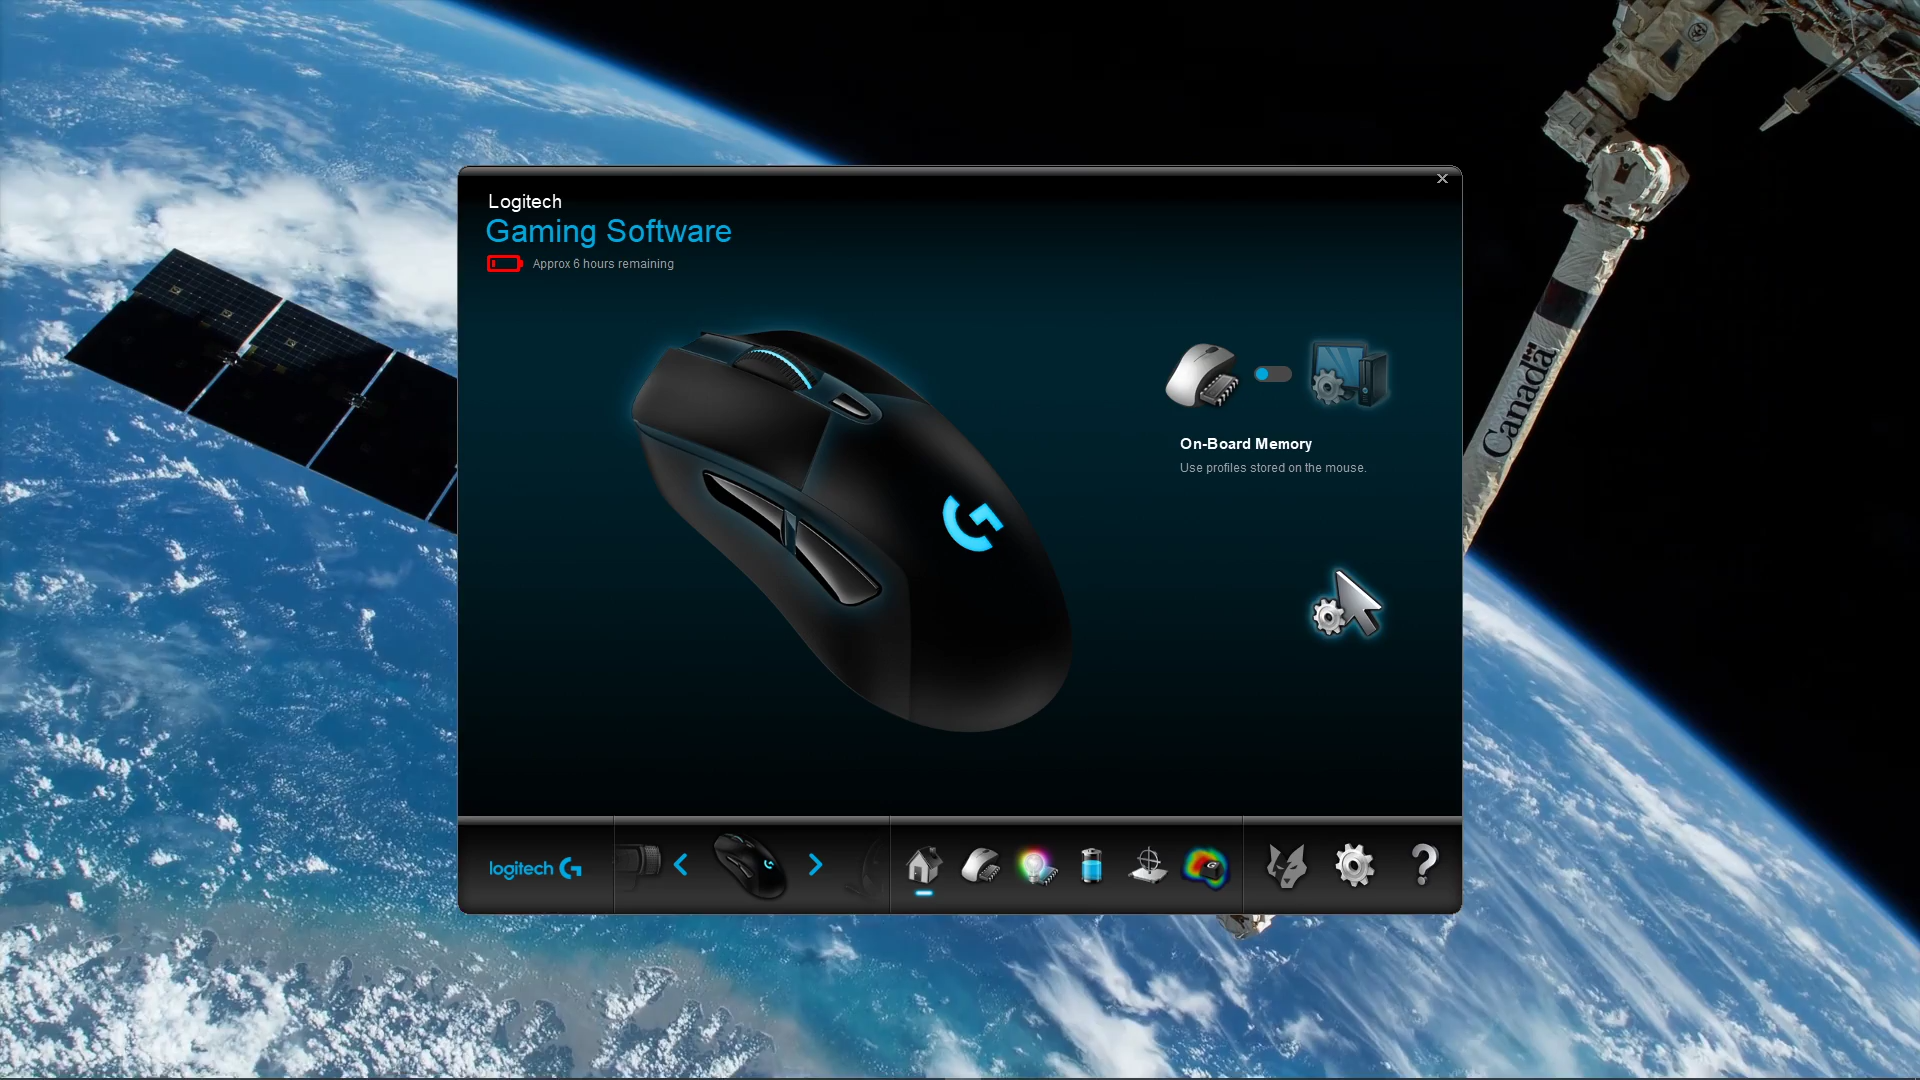 Logitech
Gaming Software
Approx 6 hours remaining
On-Board Memory
Use profiles stored on the mouse.
Canada
logitech